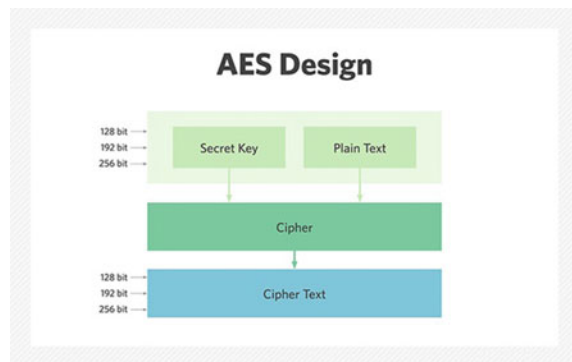 AES Design
128 bit
192 bit
256 bit
Secret Key
Plain Text
Cipher
128 bit
192 bit
256 bit
Cipher Text